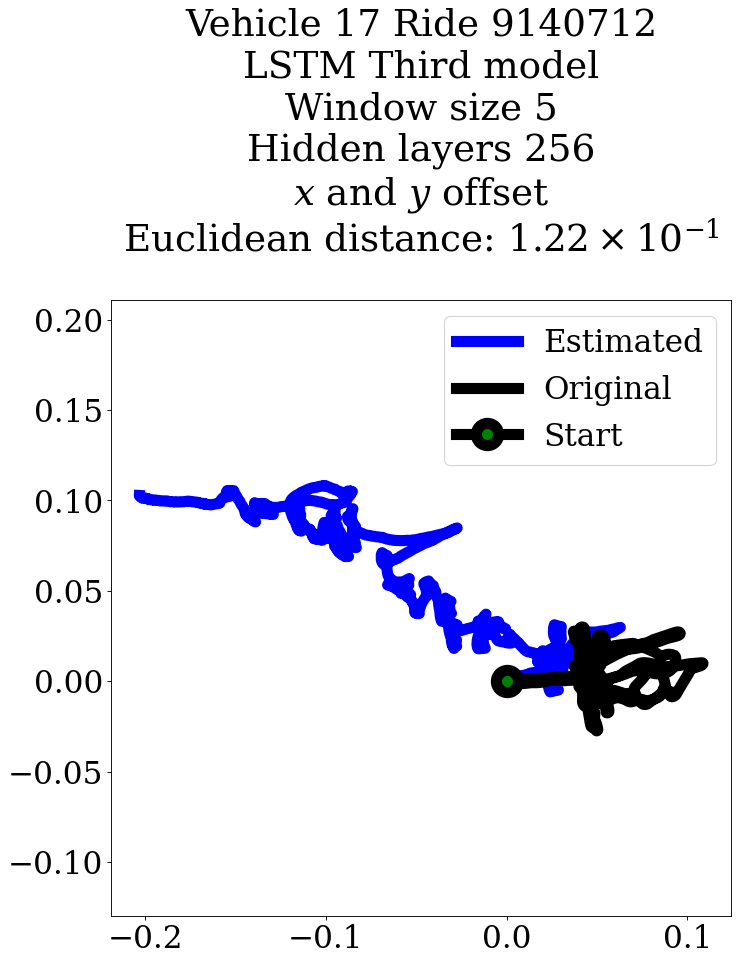 Vehicle 17 Ride 9140712
LSTM Third model
Window size 5
Hidden layers 256
x and y offset
Euclidean distance: 1.22 × 10⁻¹
Estimated
Original
Start
0.20
0.15
0.10
0.05
0.00
−0.05
−0.10
−0.2 −0.1 0.0 0.1